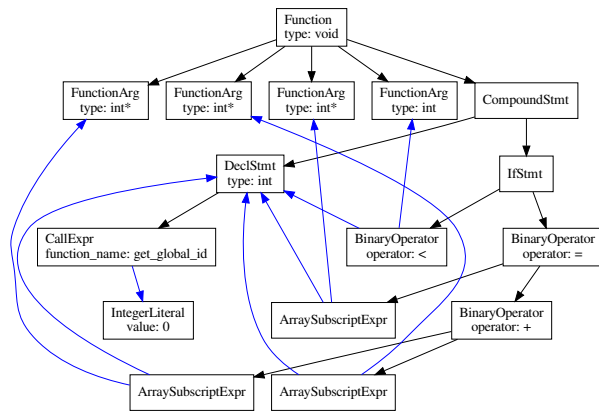 Function
type: void
FunctionArg
type: int*
FunctionArg
type: int*
FunctionArg
type: int*
FunctionArg
type: int
CompoundStmt
DeclStmt
type: int
IfStmt
CallExpr
function_name: get_global_id
BinaryOperator
operator: <
BinaryOperator
operator: =
IntegerLiteral
value: 0
ArraySubscriptExpr
BinaryOperator
operator: +
ArraySubscriptExpr
ArraySubscriptExpr